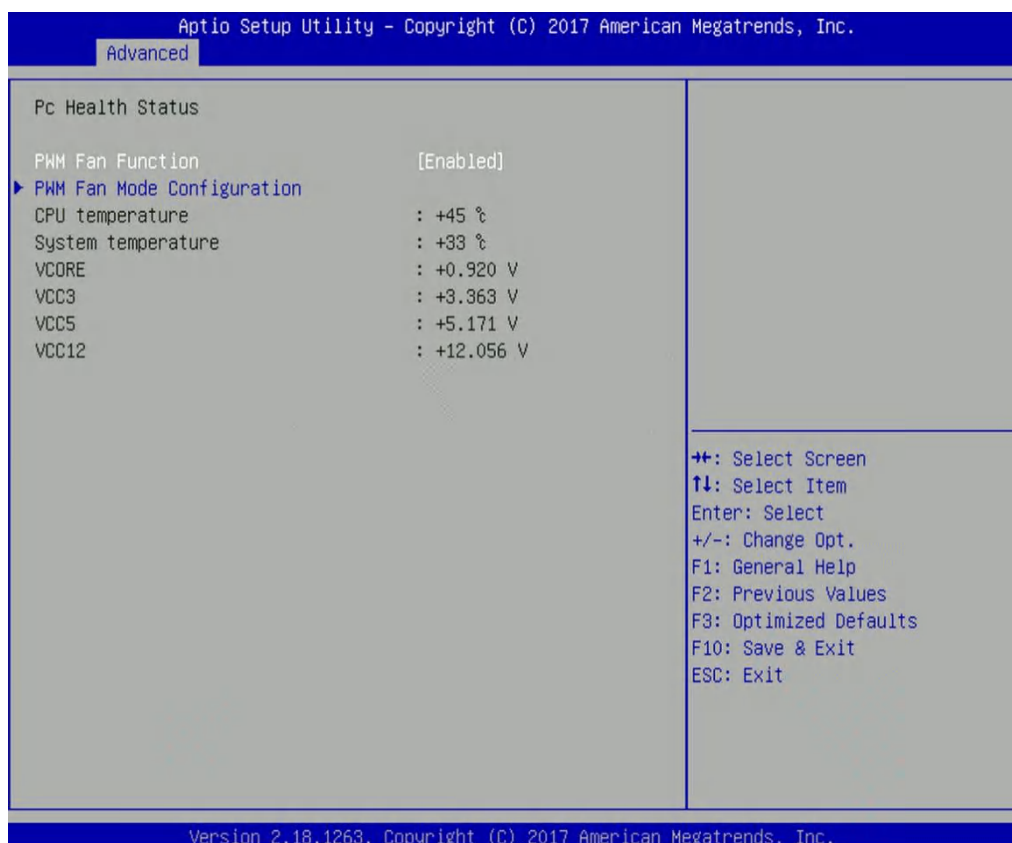 Aptio Setup Utility – Copyright (C) 2017 American Megatrends, Inc.
Advanced
Pc Health Status
PWM Fan Function [Enabled]
PWM Fan Mode Configuration
CPU temperature : +45 ℃
System temperature : +33 ℃
VCORE : +0.920 V
VCC3 : +3.363 V
VCC5 : +5.171 V
VCC12 : +12.056 V
→←: Select Screen
↑↓: Select Item
Enter: Select
+/-: Change Opt.
F1: General Help
F2: Previous Values
F3: Optimized Defaults
F10: Save & Exit
ESC: Exit
Version 2.18.1263. Copyright (C) 2017 American Megatrends, Inc.